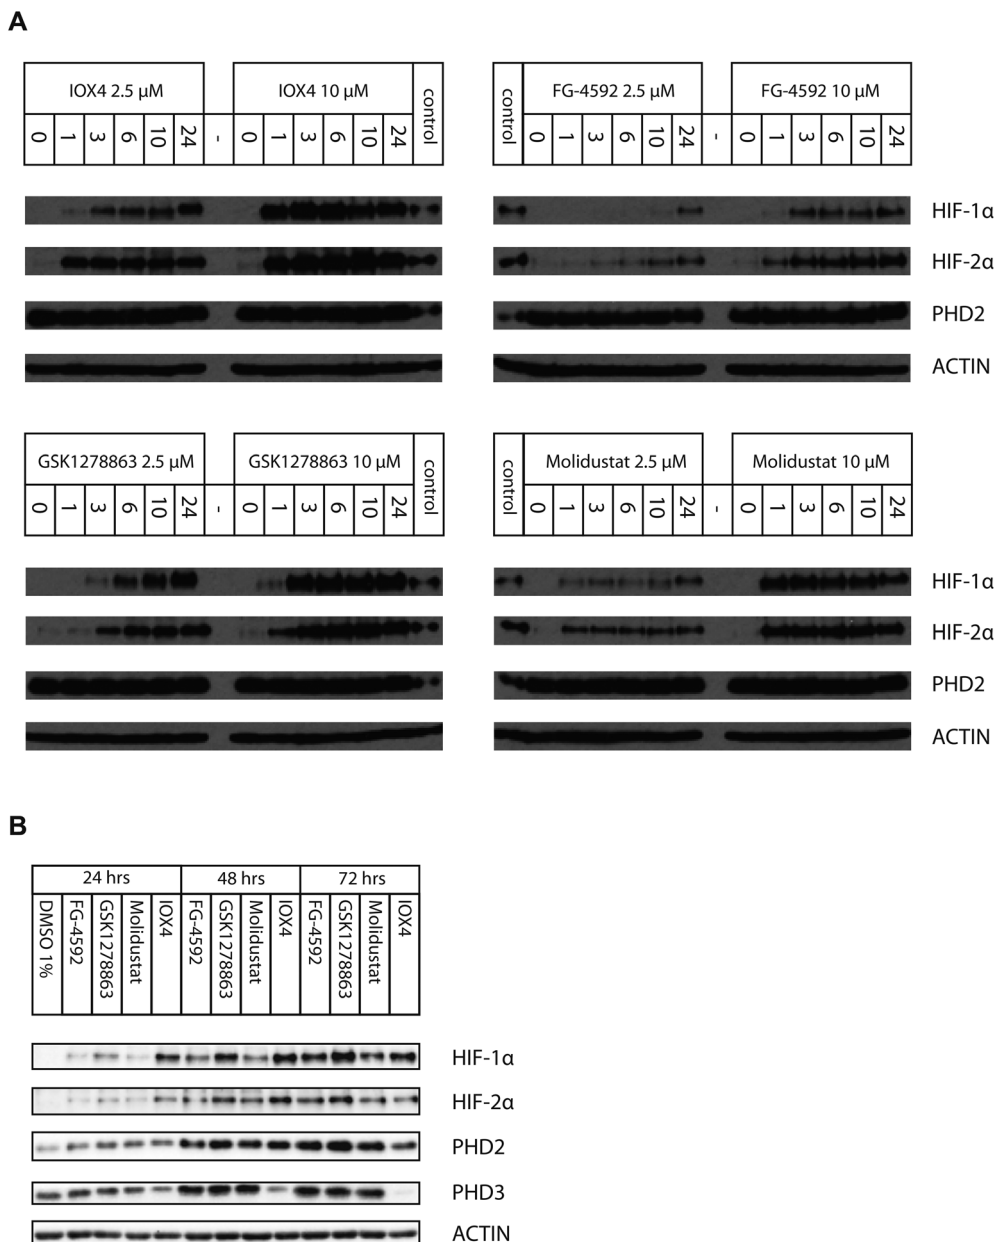 A
IOX4 2.5 μM IOX4 10 μM control
0 1 3 6 10 24 - 0 1 3 6 10 24
control FG-4592 2.5 μM FG-4592 10 μM
0 1 3 6 10 24 - 0 1 3 6 10 24
HIF-1α
HIF-2α
PHD2
ACTIN
GSK1278863 2.5 μM GSK1278863 10 μM control
0 1 3 6 10 24 - 0 1 3 6 10 24
control Molidustat 2.5 μM Molidustat 10 μM
0 1 3 6 10 24 - 0 1 3 6 10 24
HIF-1α
HIF-2α
PHD2
ACTIN
B
24 hrs 48 hrs 72 hrs
DMSO 1% FG-4592 GSK1278863 Molidustat IOX4 FG-4592 GSK1278863 Molidustat IOX4 FG-4592 GSK1278863 Molidustat IOX4
HIF-1α
HIF-2α
PHD2
PHD3
ACTIN